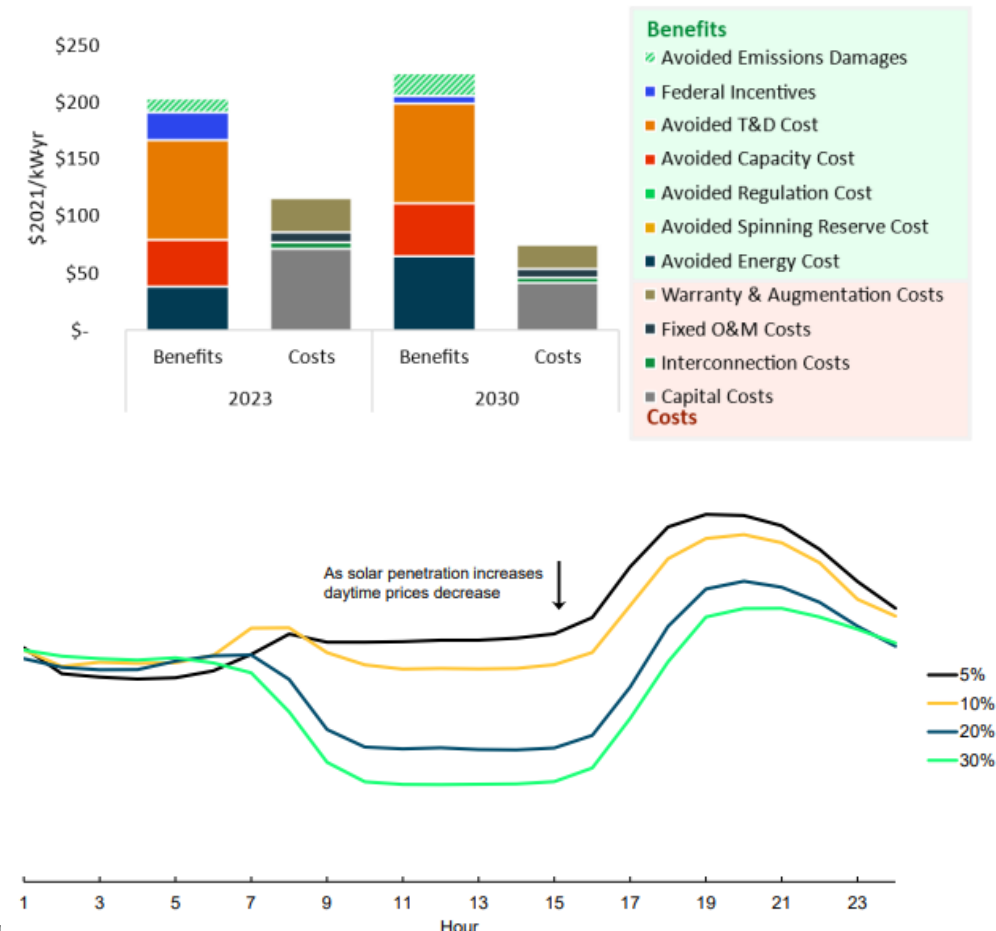 $250
$200
$150
$100
$50
$-
$2021/kW-yr
Benefits
Costs
Benefits
Costs
2023
2030
Benefits
Avoided Emissions Damages
Federal Incentives
Avoided T&D Cost
Avoided Capacity Cost
Avoided Regulation Cost
Avoided Spinning Reserve Cost
Avoided Energy Cost
Warranty & Augmentation Costs
Fixed O&M Costs
Interconnection Costs
Capital Costs
Costs
As solar penetration increases
daytime prices decrease
5%
10%
20%
30%
1 3 5 7 9 11 13 15 17 19 21 23
Hour